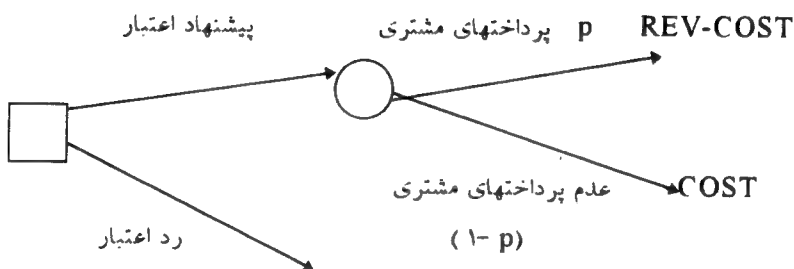 پیشنهاد اعتبار
پرداختهای مشتری p REV-COST
عدم پرداختهای مشتری COST
رد اعتبار
(۱- p)